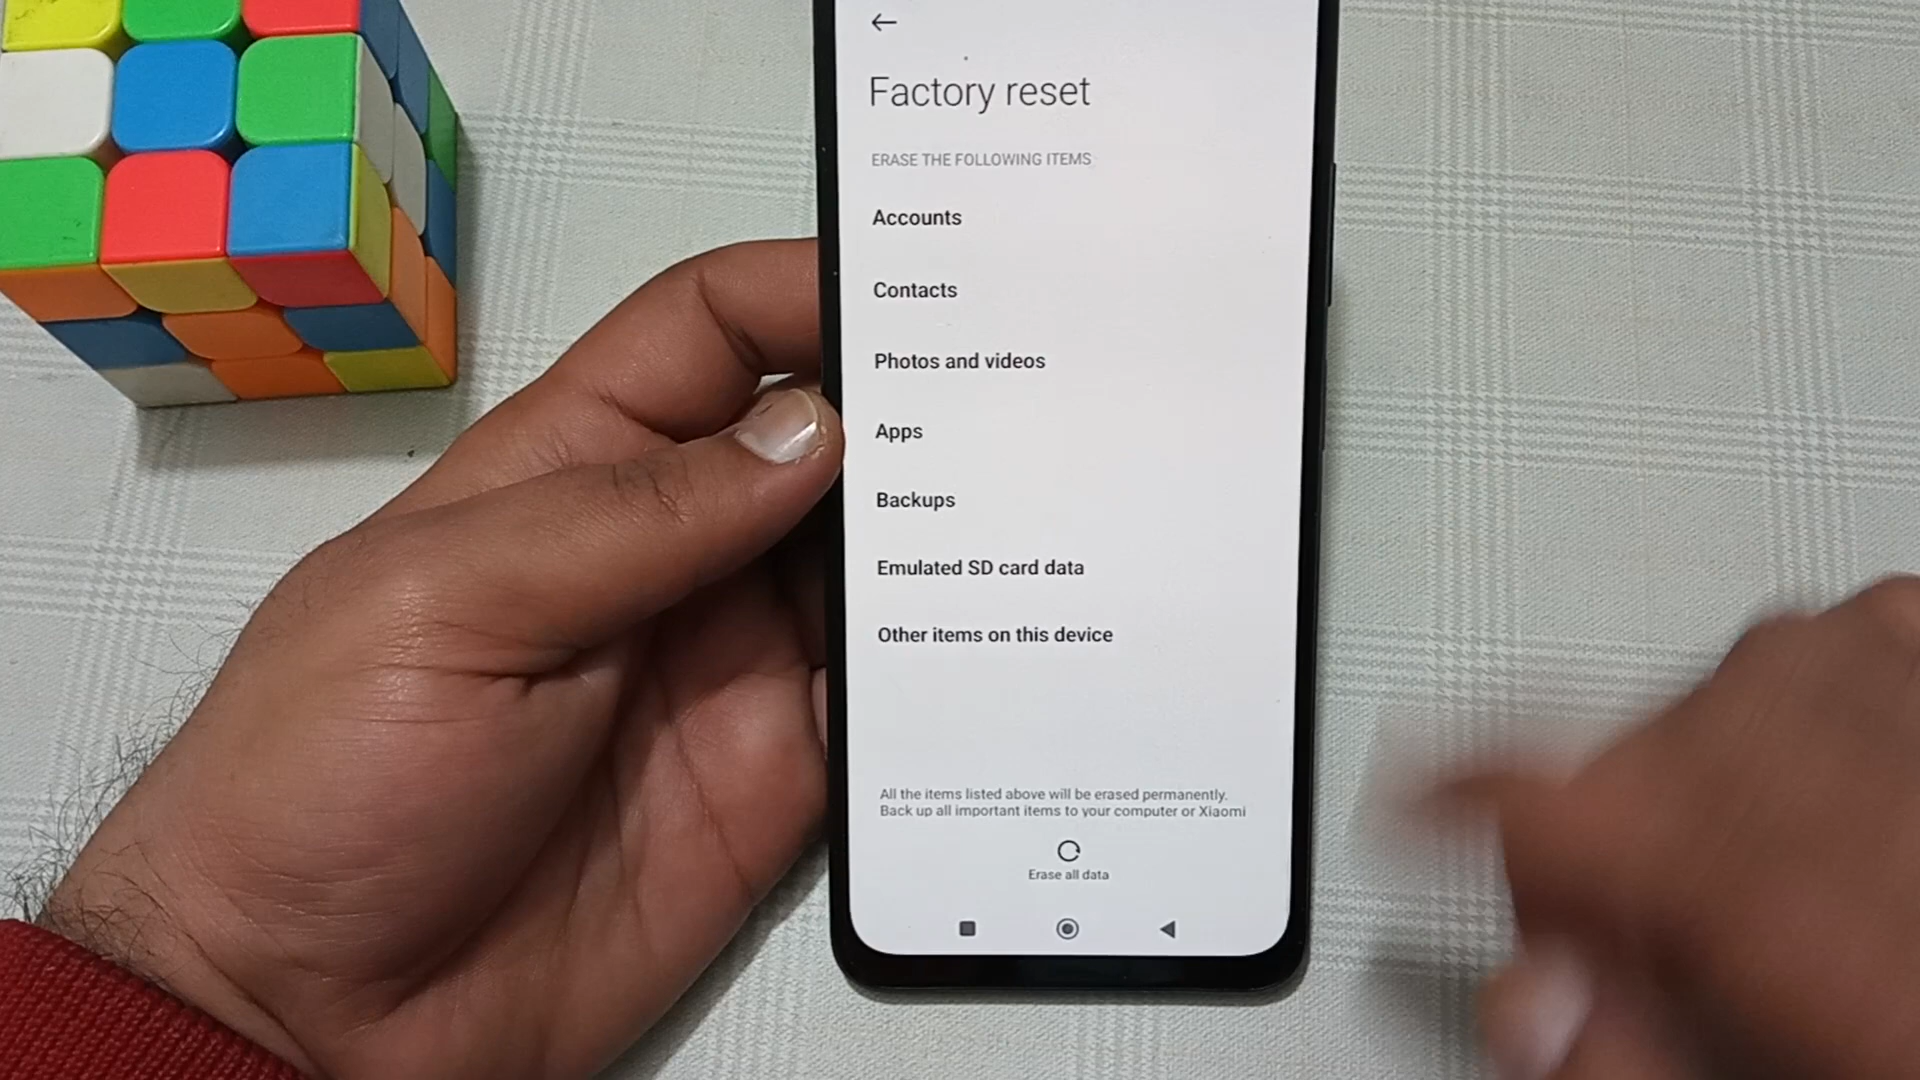 Factory reset
ERASE THE FOLLOWING ITEMS
Accounts
Contacts
Photos and videos
Apps
Backups
Emulated SD card data
Other items on this device
All the items listed above will be erased permanently.
Back up all important items to your computer or Xiaomi
Erase all data